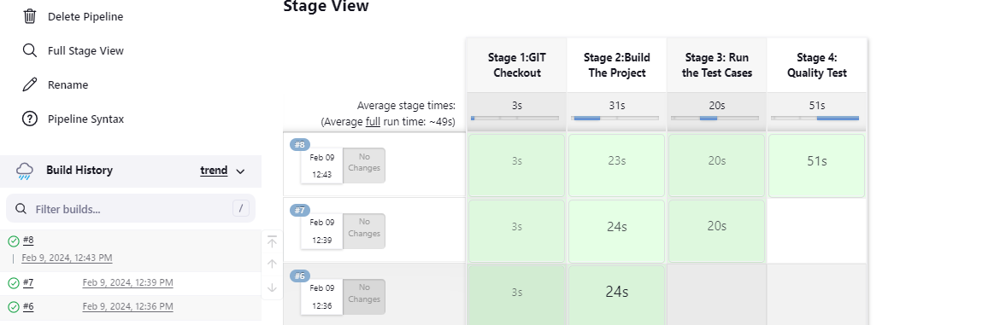 Delete Pipeline
Full Stage View
Rename
Pipeline Syntax
Build History trend
Filter builds... /
#8
Feb 9, 2024, 12:43 PM
#7 Feb 9, 2024, 12:39 PM
#6 Feb 9, 2024, 12:36 PM
Stage View
Stage 1:GIT
Checkout
Stage 2:Build
The Project
Stage 3: Run
the Test Cases
Stage 4:
Quality Test
Average stage times:
(Average full run time: ~49s)
3s 31s 20s 51s
#8
Feb 09
12:43
No
Changes
3s 23s 20s 51s
#7
Feb 09
12:39
No
Changes
3s 24s 20s
#6
Feb 09
12:36
No
Changes
3s 24s